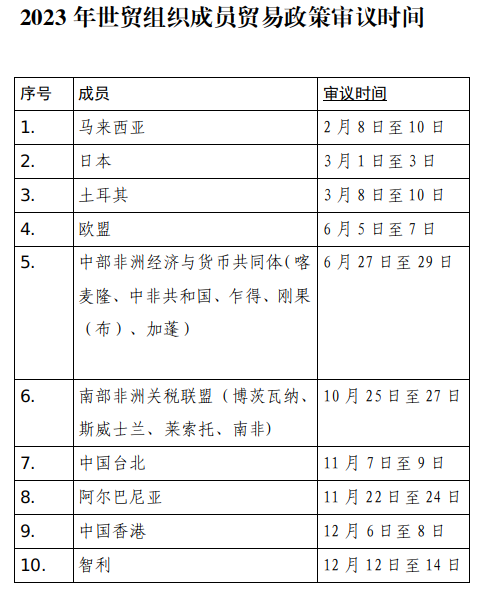 2023 年世贸组织成员贸易政策审议时间
序号 成员 审议时间
1. 马来西亚 2 月 8 日至 10 日
2. 日本 3 月 1 日至 3 日
3. 土耳其 3 月 8 日至 10 日
4. 欧盟 6 月 5 日至 7 日
5. 中部非洲经济与货币共同体(喀 6 月 27 日至 29 日
麦隆、中非共和国、乍得、刚果
（布）、加蓬）
6. 南部非洲关税联盟（博茨瓦纳、 10 月 25 日至 27 日
斯威士兰、莱索托、南非)
7. 中国台北 11 月 7 日至 9 日
8. 阿尔巴尼亚 11 月 22 日至 24 日
9. 中国香港 12 月 6 日至 8 日
10. 智利 12 月 12 日至 14 日